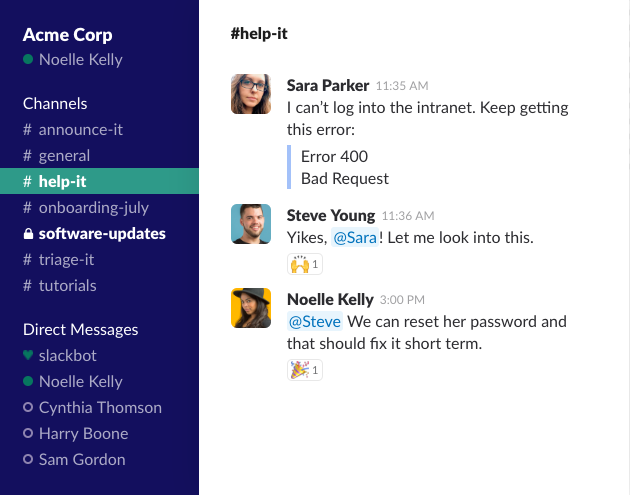 Acme Corp
Noelle Kelly
Channels
# announce-it
# general
# help-it
# onboarding-july
software-updates
# triage-it
# tutorials
Direct Messages
slackbot
Noelle Kelly
Cynthia Thomson
Harry Boone
Sam Gordon
#help-it
Sara Parker 11:35 AM
I can’t log into the intranet. Keep getting
this error:
Error 400
Bad Request
Steve Young 11:36 AM
Yikes, @Sara! Let me look into this.
🙌 1
Noelle Kelly 3:00 PM
@Steve We can reset her password and
that should fix it short term.
🎉 1